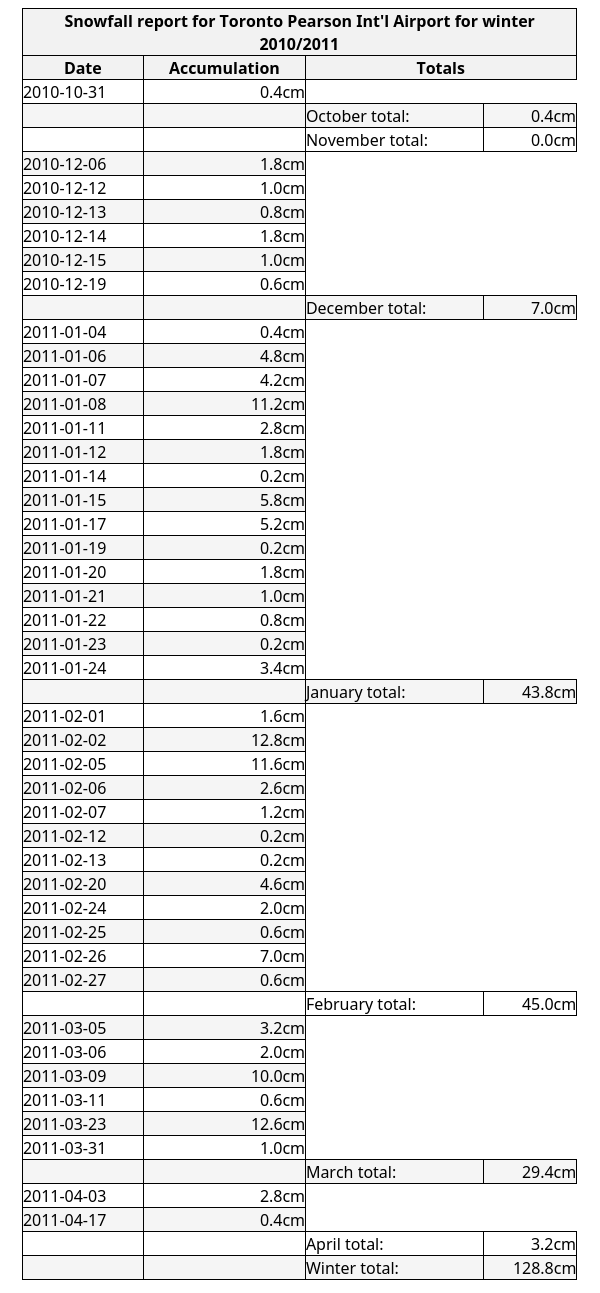 Snowfall report for Toronto Pearson Int'l Airport for winter
2010/2011
Date Accumulation Totals
2010-10-31 0.4cm
October total: 0.4cm
November total: 0.0cm
2010-12-06 1.8cm
2010-12-12 1.0cm
2010-12-13 0.8cm
2010-12-14 1.8cm
2010-12-15 1.0cm
2010-12-19 0.6cm
December total: 7.0cm
2011-01-04 0.4cm
2011-01-06 4.8cm
2011-01-07 4.2cm
2011-01-08 11.2cm
2011-01-11 2.8cm
2011-01-12 1.8cm
2011-01-14 0.2cm
2011-01-15 5.8cm
2011-01-17 5.2cm
2011-01-19 0.2cm
2011-01-20 1.8cm
2011-01-21 1.0cm
2011-01-22 0.8cm
2011-01-23 0.2cm
2011-01-24 3.4cm
January total: 43.8cm
2011-02-01 1.6cm
2011-02-02 12.8cm
2011-02-05 11.6cm
2011-02-06 2.6cm
2011-02-07 1.2cm
2011-02-12 0.2cm
2011-02-13 0.2cm
2011-02-20 4.6cm
2011-02-24 2.0cm
2011-02-25 0.6cm
2011-02-26 7.0cm
2011-02-27 0.6cm
February total: 45.0cm
2011-03-05 3.2cm
2011-03-06 2.0cm
2011-03-09 10.0cm
2011-03-11 0.6cm
2011-03-23 12.6cm
2011-03-31 1.0cm
March total: 29.4cm
2011-04-03 2.8cm
2011-04-17 0.4cm
April total: 3.2cm
Winter total: 128.8cm